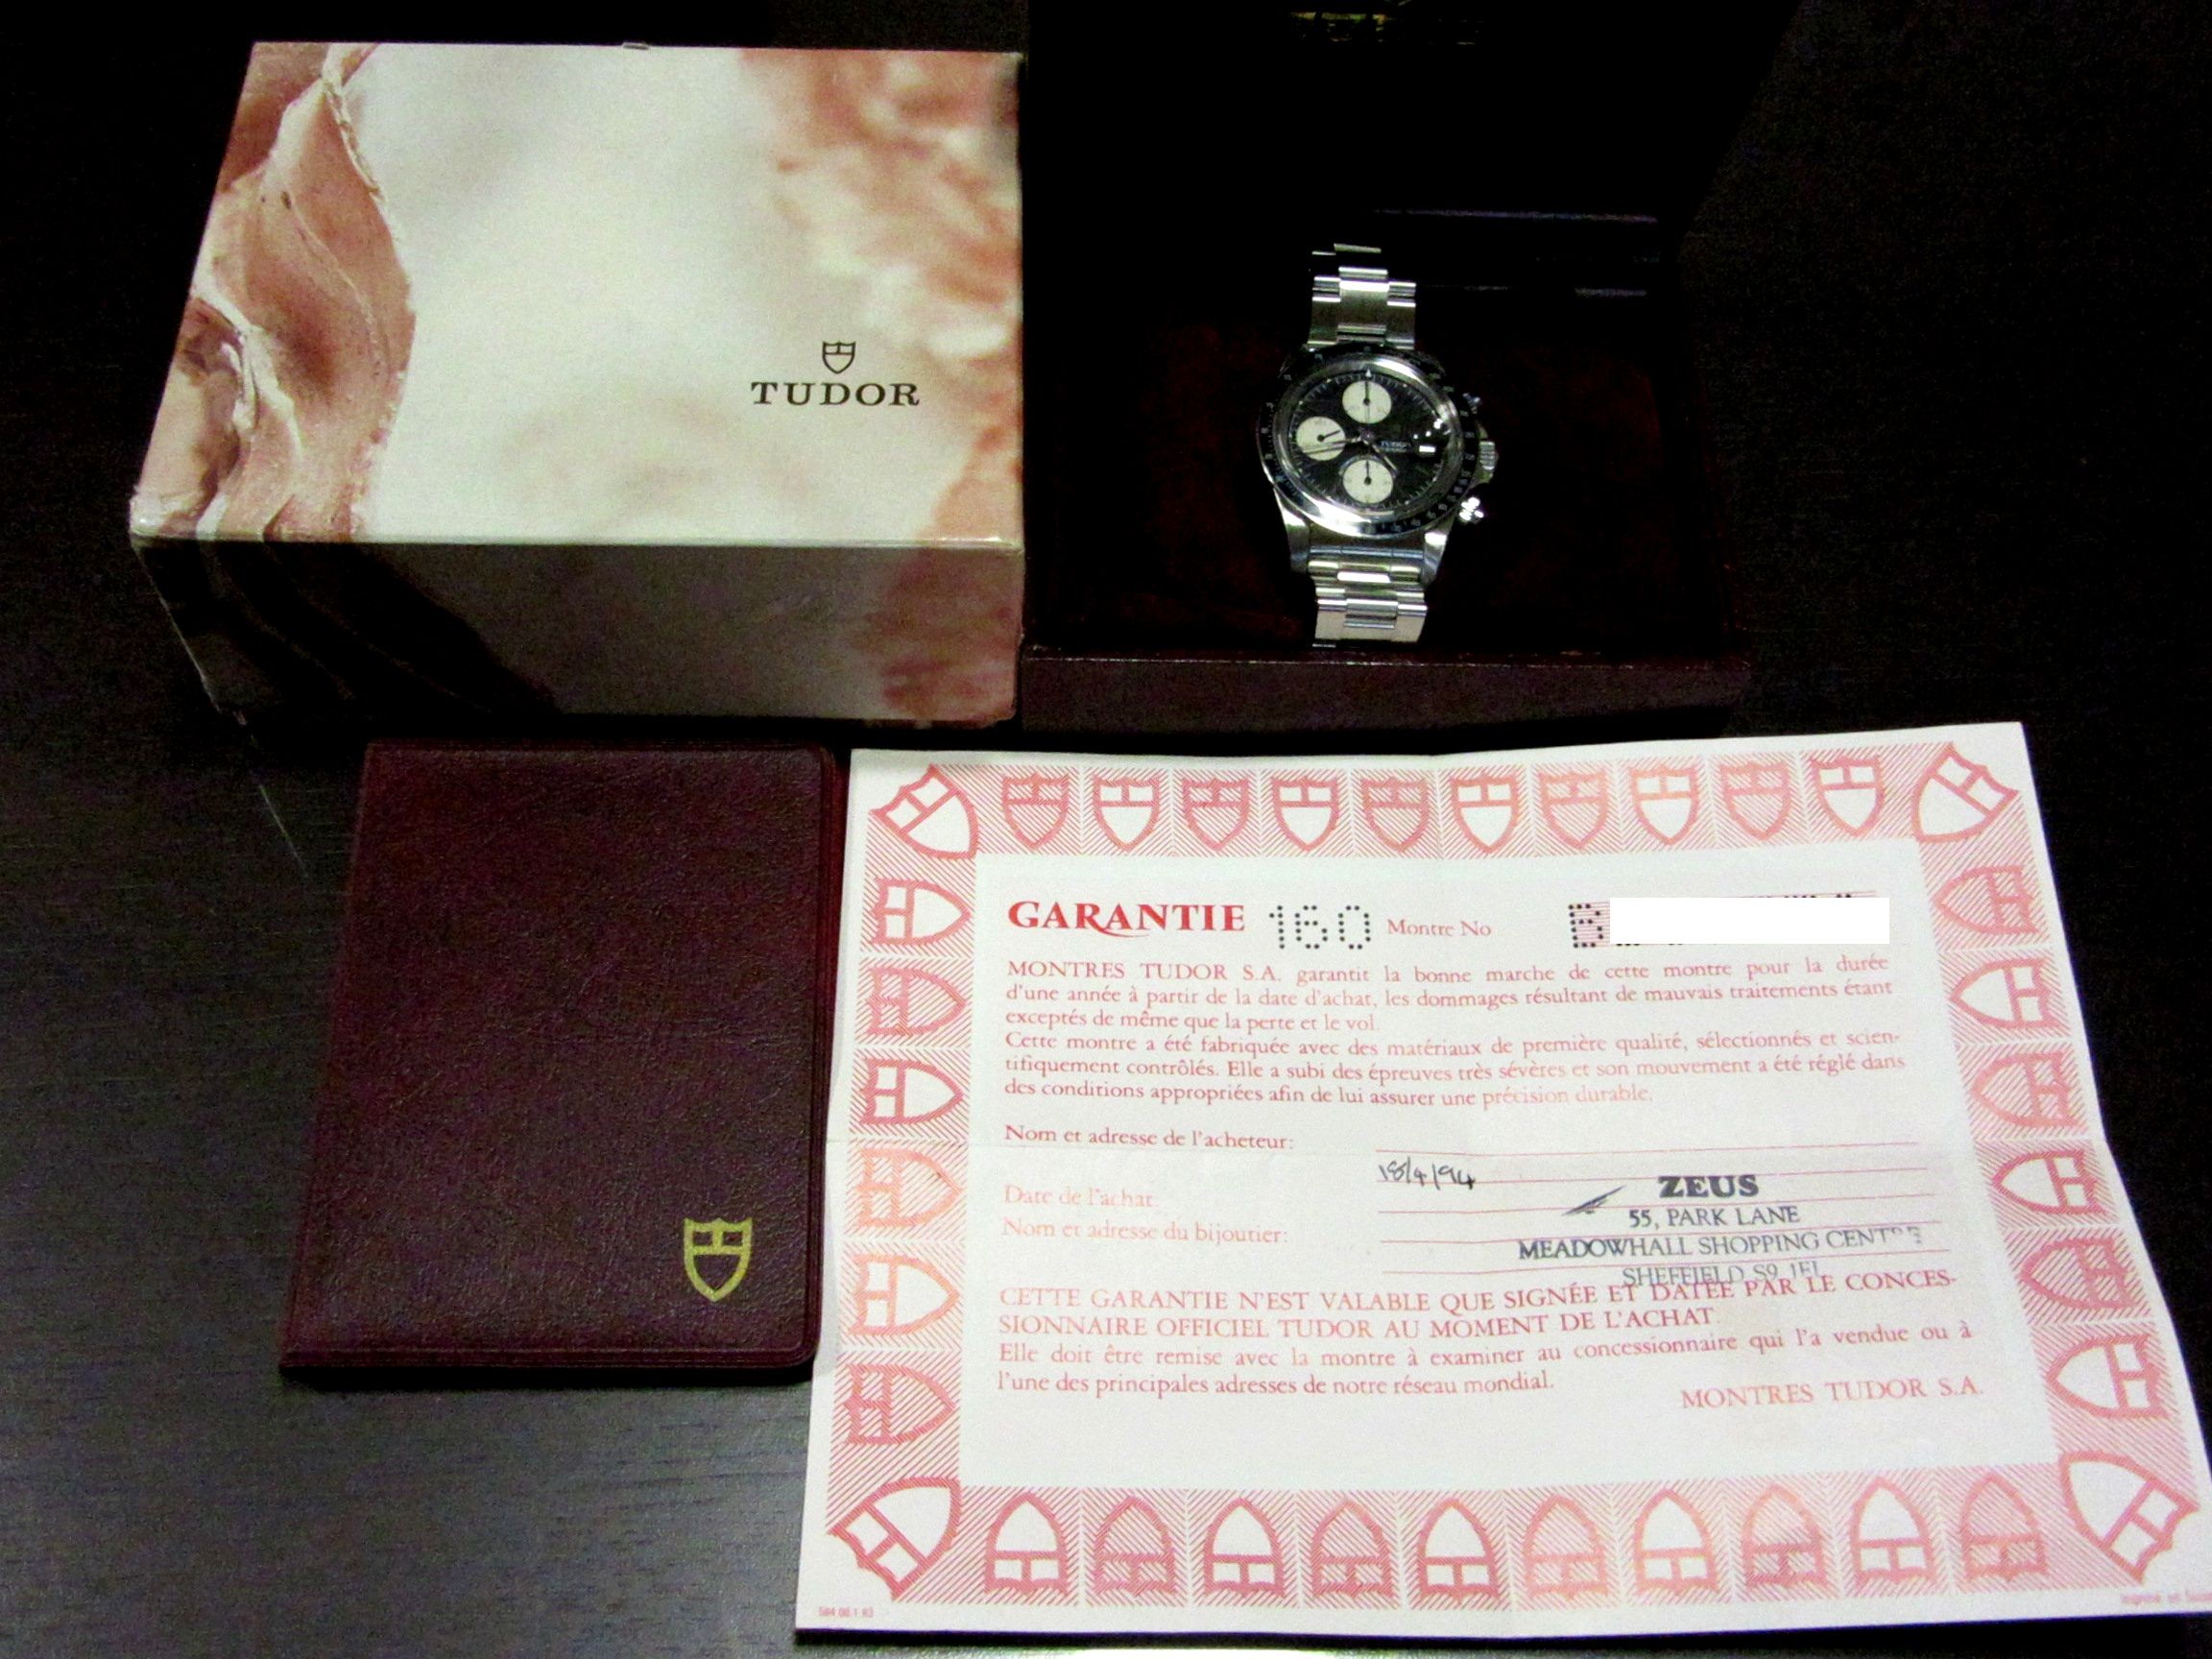 TUDOR
GARANTIE 160 Montre No B
MONTRES TUDOR S.A. garantit la bonne marche de cette montre pour la durée
d'une année à partir de la date d'achat, les dommages résultant de mauvais traitements étant
exceptés de même que la perte et le vol.
Cette montre a été fabriquée avec des matériaux de première qualité, sélectionnés et scien-
tifiquement contrôlés. Elle a subi des épreuves très sévères et son mouvement a été réglé dans
des conditions appropriées afin de lui assurer une précision durable.
Nom et adresse de l'acheteur:
Date de l'achat 18/4/94
Nom et adresse du bijoutier:
ZEUS
55, PARK LANE
MEADOWHALL SHOPPING CENTRE
SHEFFIELD S9 1EL
CETTE GARANTIE N'EST VALABLE QUE SIGNÉE ET DATÉE PAR LE CONCES-
SIONNAIRE OFFICIEL TUDOR AU MOMENT DE L'ACHAT.
Elle doit être remise avec la montre à examiner au concessionnaire qui l'a vendue ou à
l'une des principales adresses de notre réseau mondial.
MONTRES TUDOR S.A.